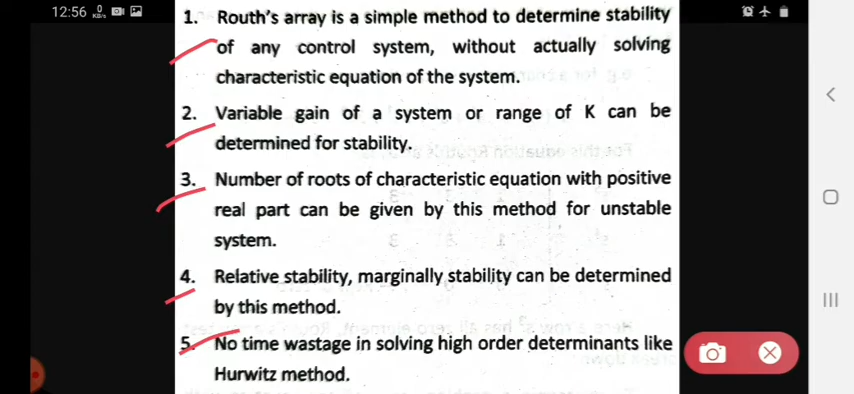 12:56 0 KB/s
1. Routh's array is a simple method to determine stability
of any control system, without actually solving
characteristic equation of the system.
2. Variable gain of a system or range of K can be
determined for stability.
3. Number of roots of characteristic equation with positive
real part can be given by this method for unstable
system.
4. Relative stability, marginally stability can be determined
by this method.
5. No time wastage in solving high order determinants like
Hurwitz method.